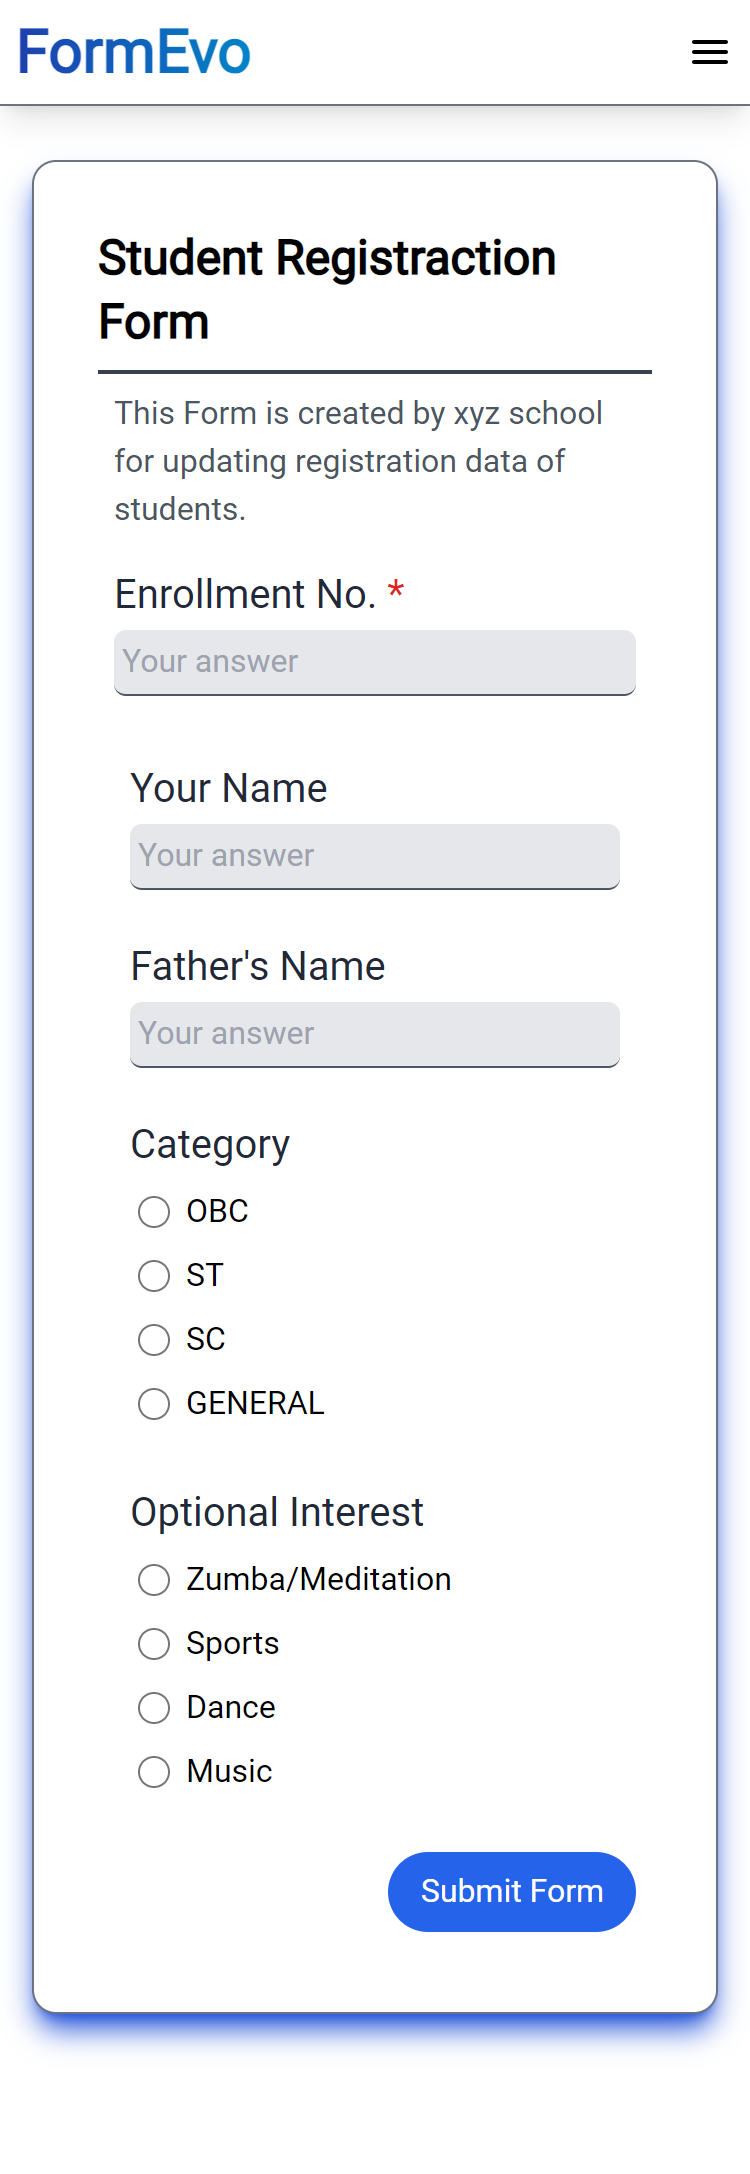 FormEvo
Student Registraction
Form
This Form is created by xyz school
for updating registration data of
students.
Enrollment No. *
Your answer
Your Name
Your answer
Father's Name
Your answer
Category
OBC
ST
SC
GENERAL
Optional Interest
Zumba/Meditation
Sports
Dance
Music
Submit Form